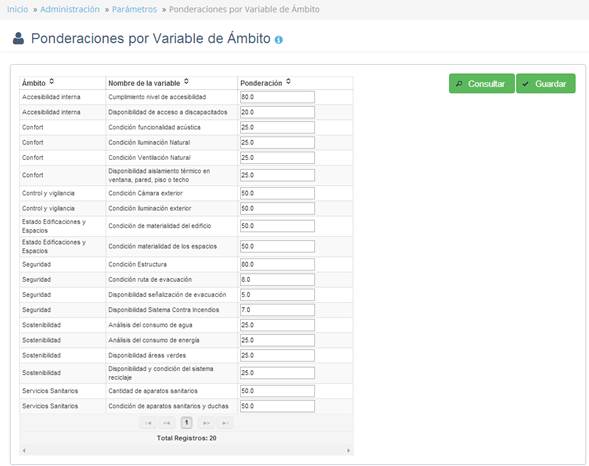 Inicio » Administración » Parámetros » Ponderaciones por Variable de Ámbito
Ponderaciones por Variable de Ámbito
Consultar Guardar
Ámbito Nombre de la variable Ponderación
Accesibilidad interna Cumplimiento nivel de accesibilidad 80.0
Accesibilidad interna Disponibilidad de acceso a discapacitados 20.0
Confort Condición funcionalidad acústica 25.0
Confort Condición Iluminación Natural 25.0
Confort Condición Ventilación Natural 25.0
Confort Disponibilidad aislamiento térmico en
ventana, pared, piso o techo 25.0
Control y vigilancia Condición Cámara exterior 50.0
Control y vigilancia Condición iluminación exterior 50.0
Estado Edificaciones y
Espacios Condición de materialidad del edificio 50.0
Estado Edificaciones y
Espacios Condición materialidad de los espacios 50.0
Seguridad Condición Estructura 80.0
Seguridad Condición ruta de evacuación 8.0
Seguridad Disponibilidad señalización de evacuación 5.0
Seguridad Disponibilidad Sistema Contra Incendios 7.0
Sostenibilidad Análisis del consumo de agua 25.0
Sostenibilidad Análisis del consumo de energía 25.0
Sostenibilidad Disponibilidad áreas verdes 25.0
Sostenibilidad Disponibilidad y condición del sistema
reciclaje 25.0
Servicios Sanitarios Cantidad de aparatos sanitarios 50.0
Servicios Sanitarios Condición de aparatos sanitarios y duchas 50.0
1
Total Registros: 20